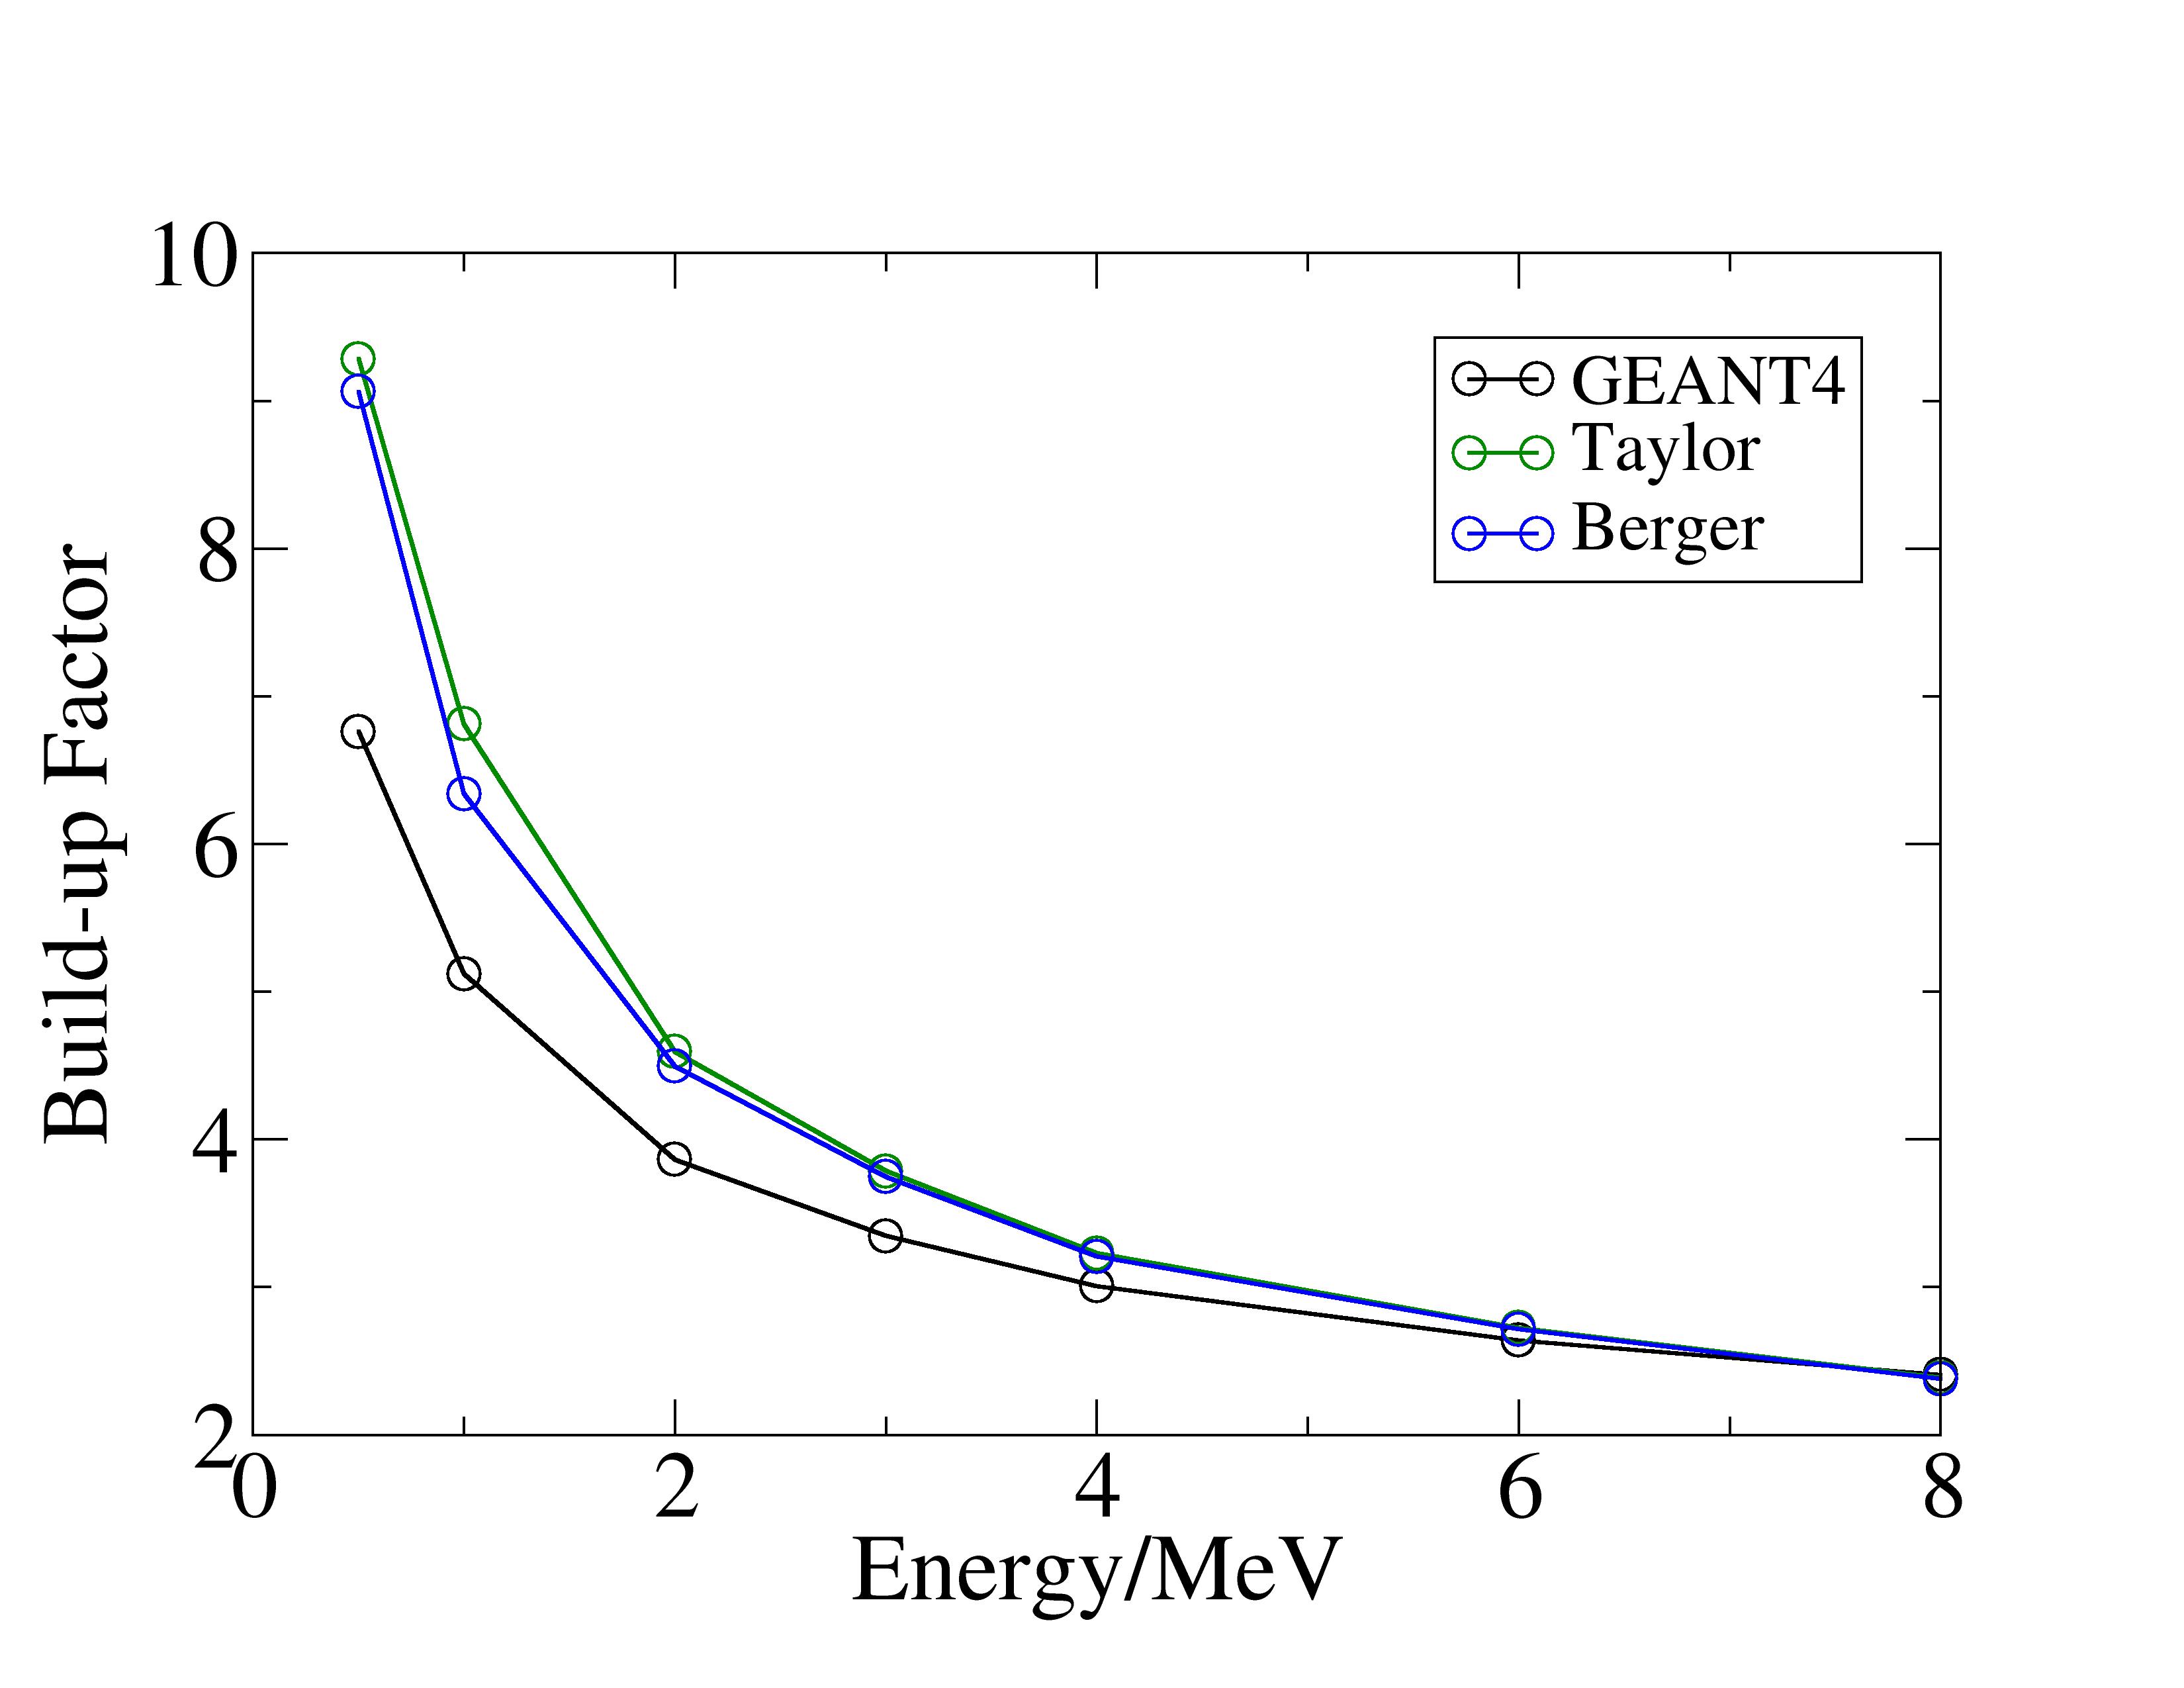 10
8
6
4
2
0 2 4 6 8
Build-up Factor
Energy/MeV
GEANT4
Taylor
Berger